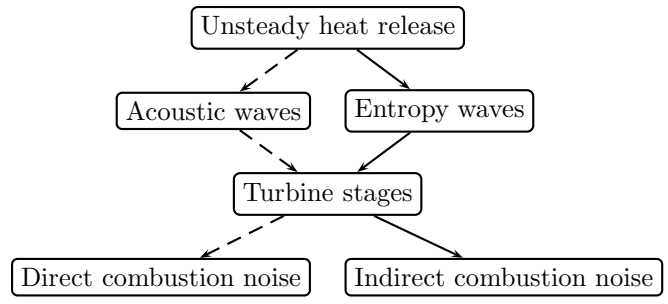 Unsteady heat release
Acoustic waves
Entropy waves
Turbine stages
Direct combustion noise
Indirect combustion noise